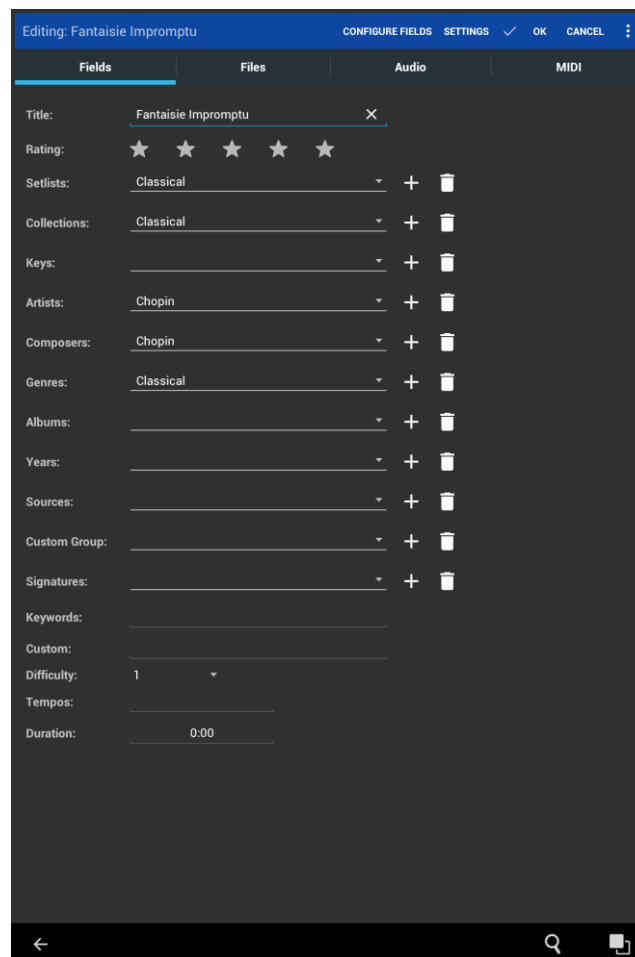 Editing: Fantaisie Impromptu CONFIGURE FIELDS SETTINGS OK CANCEL
Fields Files Audio MIDI
Title: Fantaisie Impromptu
Rating:
Setlists: Classical
Collections: Classical
Keys:
Artists: Chopin
Composers: Chopin
Genres: Classical
Albums:
Years:
Sources:
Custom Group:
Signatures:
Keywords:
Custom:
Difficulty: 1
Tempos:
Duration: 0:00